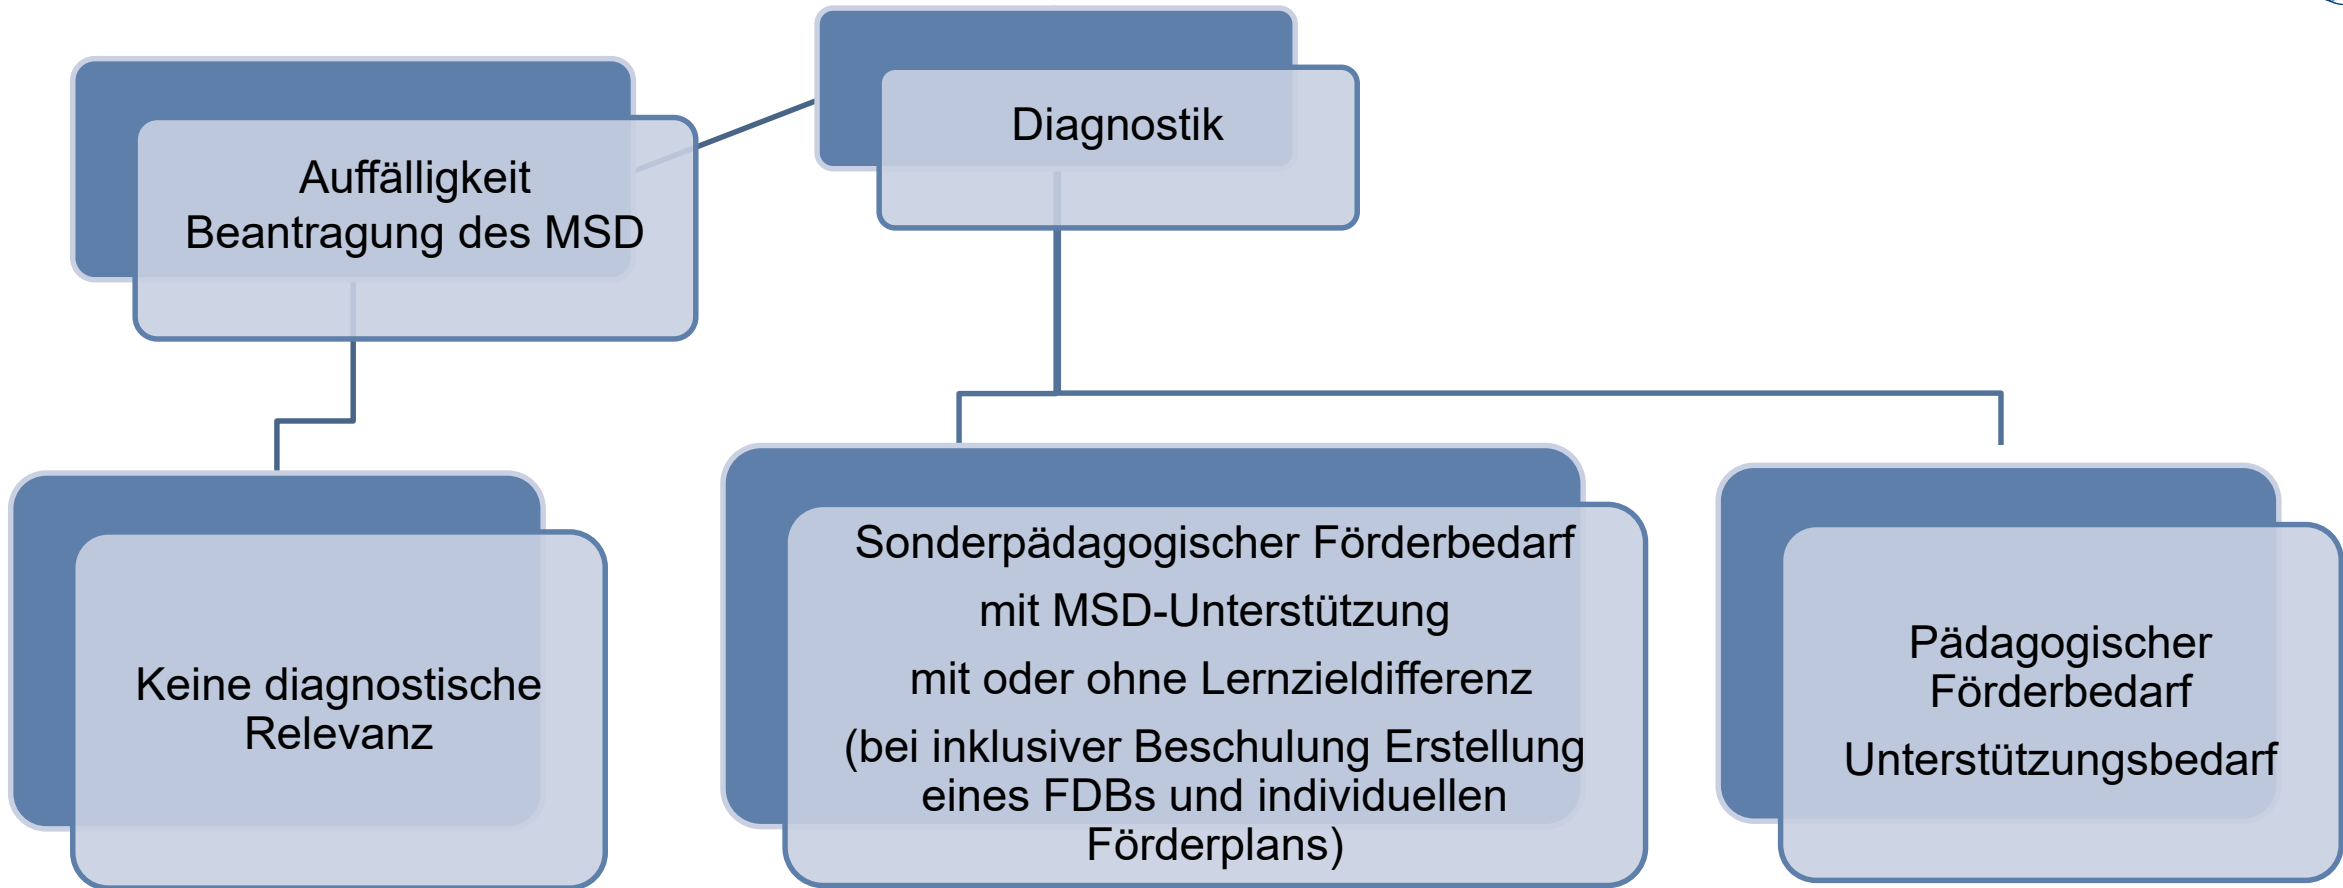 Diagnostik
Auffälligkeit
Beantragung des MSD
Keine diagnostische
Relevanz
Sonderpädagogischer Förderbedarf
mit MSD-Unterstützung
mit oder ohne Lernzieldifferenz
(bei inklusiver Beschulung Erstellung
eines FDBs und individuellen
Förderplans)
Pädagogischer
Förderbedarf
Unterstützungsbedarf